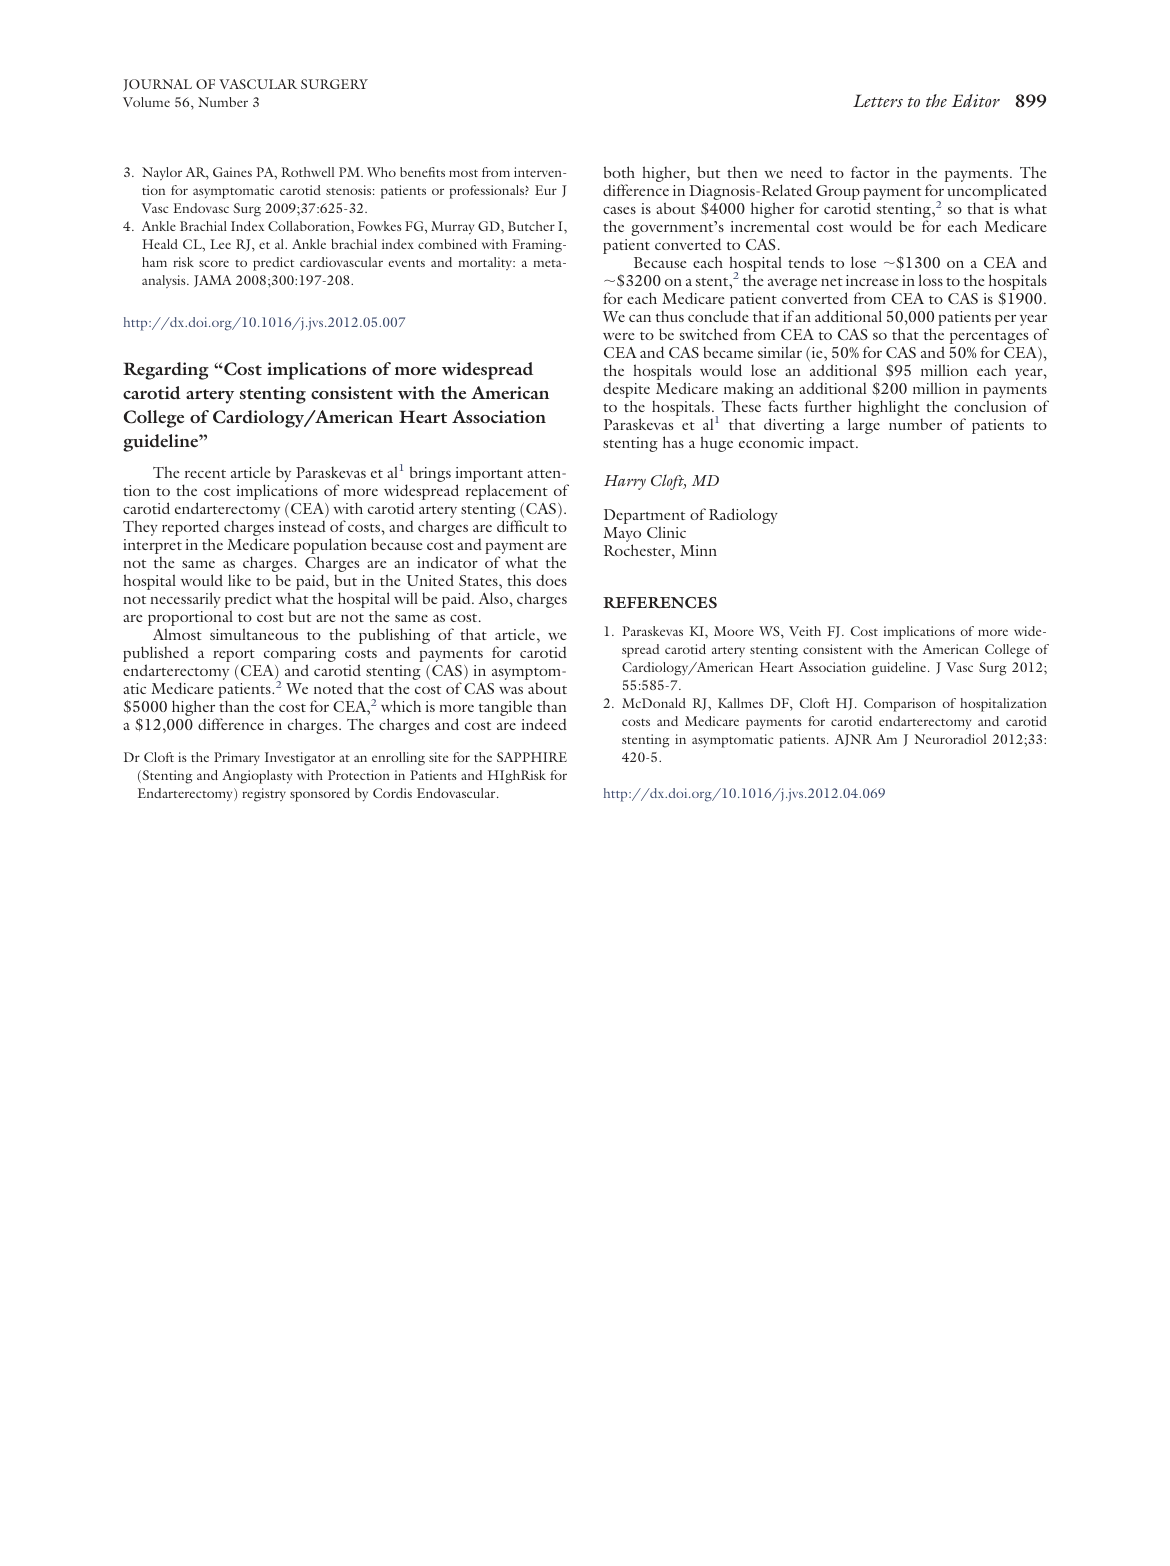 JOURNAL OF VASCULAR SURGERY
Volume 56, Number 3
Letters to the Editor 899
3. Naylor AR, Gaines PA, Rothwell PM. Who benefits most from interven-
tion for asymptomatic carotid stenosis: patients or professionals? Eur J
Vasc Endovasc Surg 2009;37:625-32.
4. Ankle Brachial Index Collaboration, Fowkes FG, Murray GD, Butcher I,
Heald CL, Lee RJ, et al. Ankle brachial index combined with Framing-
ham risk score to predict cardiovascular events and mortality: a meta-
analysis. JAMA 2008;300:197-208.
http://dx.doi.org/10.1016/j.jvs.2012.05.007
Regarding “Cost implications of more widespread
carotid artery stenting consistent with the American
College of Cardiology/American Heart Association
guideline”
The recent article by Paraskevas et al1 brings important atten-
tion to the cost implications of more widespread replacement of
carotid endarterectomy (CEA) with carotid artery stenting (CAS).
They reported charges instead of costs, and charges are difficult to
interpret in the Medicare population because cost and payment are
not the same as charges. Charges are an indicator of what the
hospital would like to be paid, but in the United States, this does
not necessarily predict what the hospital will be paid. Also, charges
are proportional to cost but are not the same as cost.
Almost simultaneous to the publishing of that article, we
published a report comparing costs and payments for carotid
endarterectomy (CEA) and carotid stenting (CAS) in asymptom-
atic Medicare patients.2 We noted that the cost of CAS was about
$5000 higher than the cost for CEA,2 which is more tangible than
a $12,000 difference in charges. The charges and cost are indeed
Dr Cloft is the Primary Investigator at an enrolling site for the SAPPHIRE
(Stenting and Angioplasty with Protection in Patients and HIghRisk for
Endarterectomy) registry sponsored by Cordis Endovascular.
both higher, but then we need to factor in the payments. The
difference in Diagnosis-Related Group payment for uncomplicated
cases is about $4000 higher for carotid stenting,2 so that is what
the government’s incremental cost would be for each Medicare
patient converted to CAS.
Because each hospital tends to lose ~$1300 on a CEA and
~$3200 on a stent,2 the average net increase in loss to the hospitals
for each Medicare patient converted from CEA to CAS is $1900.
We can thus conclude that if an additional 50,000 patients per year
were to be switched from CEA to CAS so that the percentages of
CEA and CAS became similar (ie, 50% for CAS and 50% for CEA),
the hospitals would lose an additional $95 million each year,
despite Medicare making an additional $200 million in payments
to the hospitals. These facts further highlight the conclusion of
Paraskevas et al1 that diverting a large number of patients to
stenting has a huge economic impact.
Harry Cloft, MD
Department of Radiology
Mayo Clinic
Rochester, Minn
REFERENCES
1. Paraskevas KI, Moore WS, Veith FJ. Cost implications of more wide-
spread carotid artery stenting consistent with the American College of
Cardiology/American Heart Association guideline. J Vasc Surg 2012;
55:585-7.
2. McDonald RJ, Kallmes DF, Cloft HJ. Comparison of hospitalization
costs and Medicare payments for carotid endarterectomy and carotid
stenting in asymptomatic patients. AJNR Am J Neuroradiol 2012;33:
420-5.
http://dx.doi.org/10.1016/j.jvs.2012.04.069